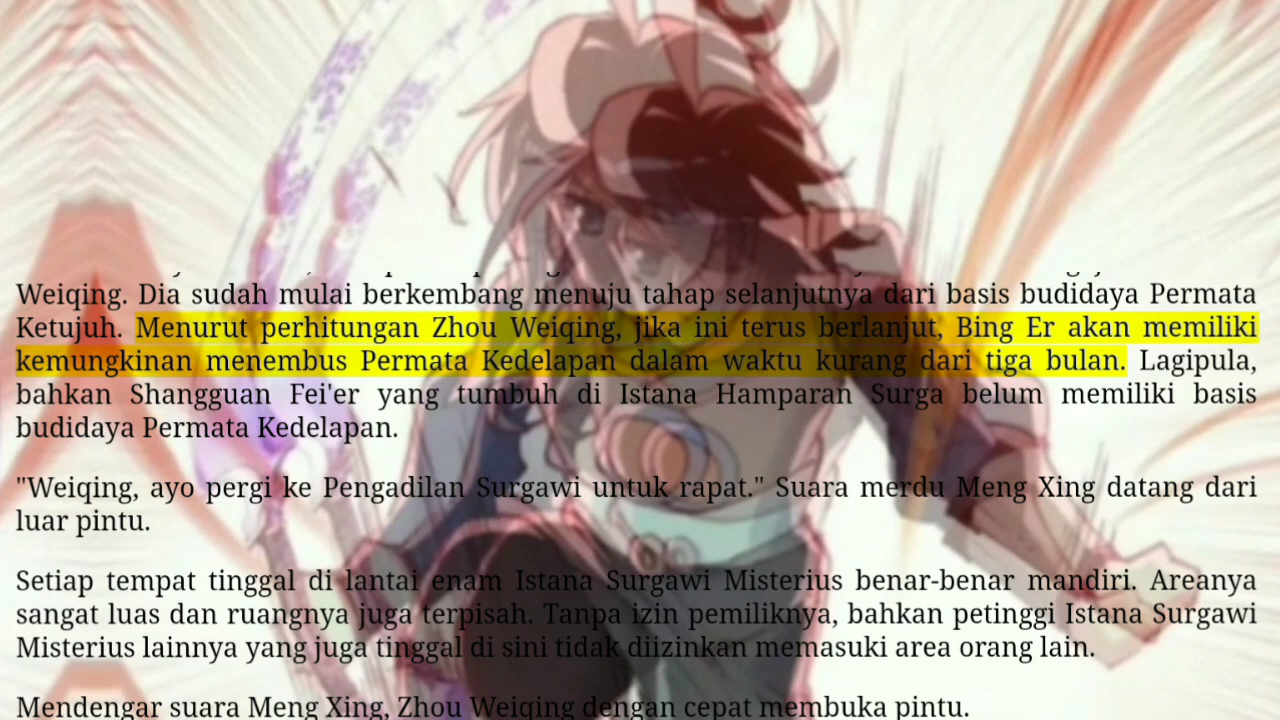 Weiqing. Dia sudah mulai berkembang menuju tahap selanjutnya dari basis budidaya Permata
Ketujuh. Menurut perhitungan Zhou Weiqing, jika ini terus berlanjut, Bing Er akan memiliki
kemungkinan menembus Permata Kedelapan dalam waktu kurang dari tiga bulan. Lagipula,
bahkan Shangguan Fei'er yang tumbuh di Istana Hamparan Surga belum memiliki basis
budidaya Permata Kedelapan.
"Weiqing, ayo pergi ke Pengadilan Surgawi untuk rapat." Suara merdu Meng Xing datang dari
luar pintu.
Setiap tempat tinggal di lantai enam Istana Surgawi Misterius benar-benar mandiri. Areanya
sangat luas dan ruangnya juga terpisah. Tanpa izin pemiliknya, bahkan petinggi Istana Surgawi
Misterius lainnya yang juga tinggal di sini tidak diizinkan memasuki area orang lain.
Mendengar suara Meng Xing, Zhou Weiqing dengan cepat membuka pintu.